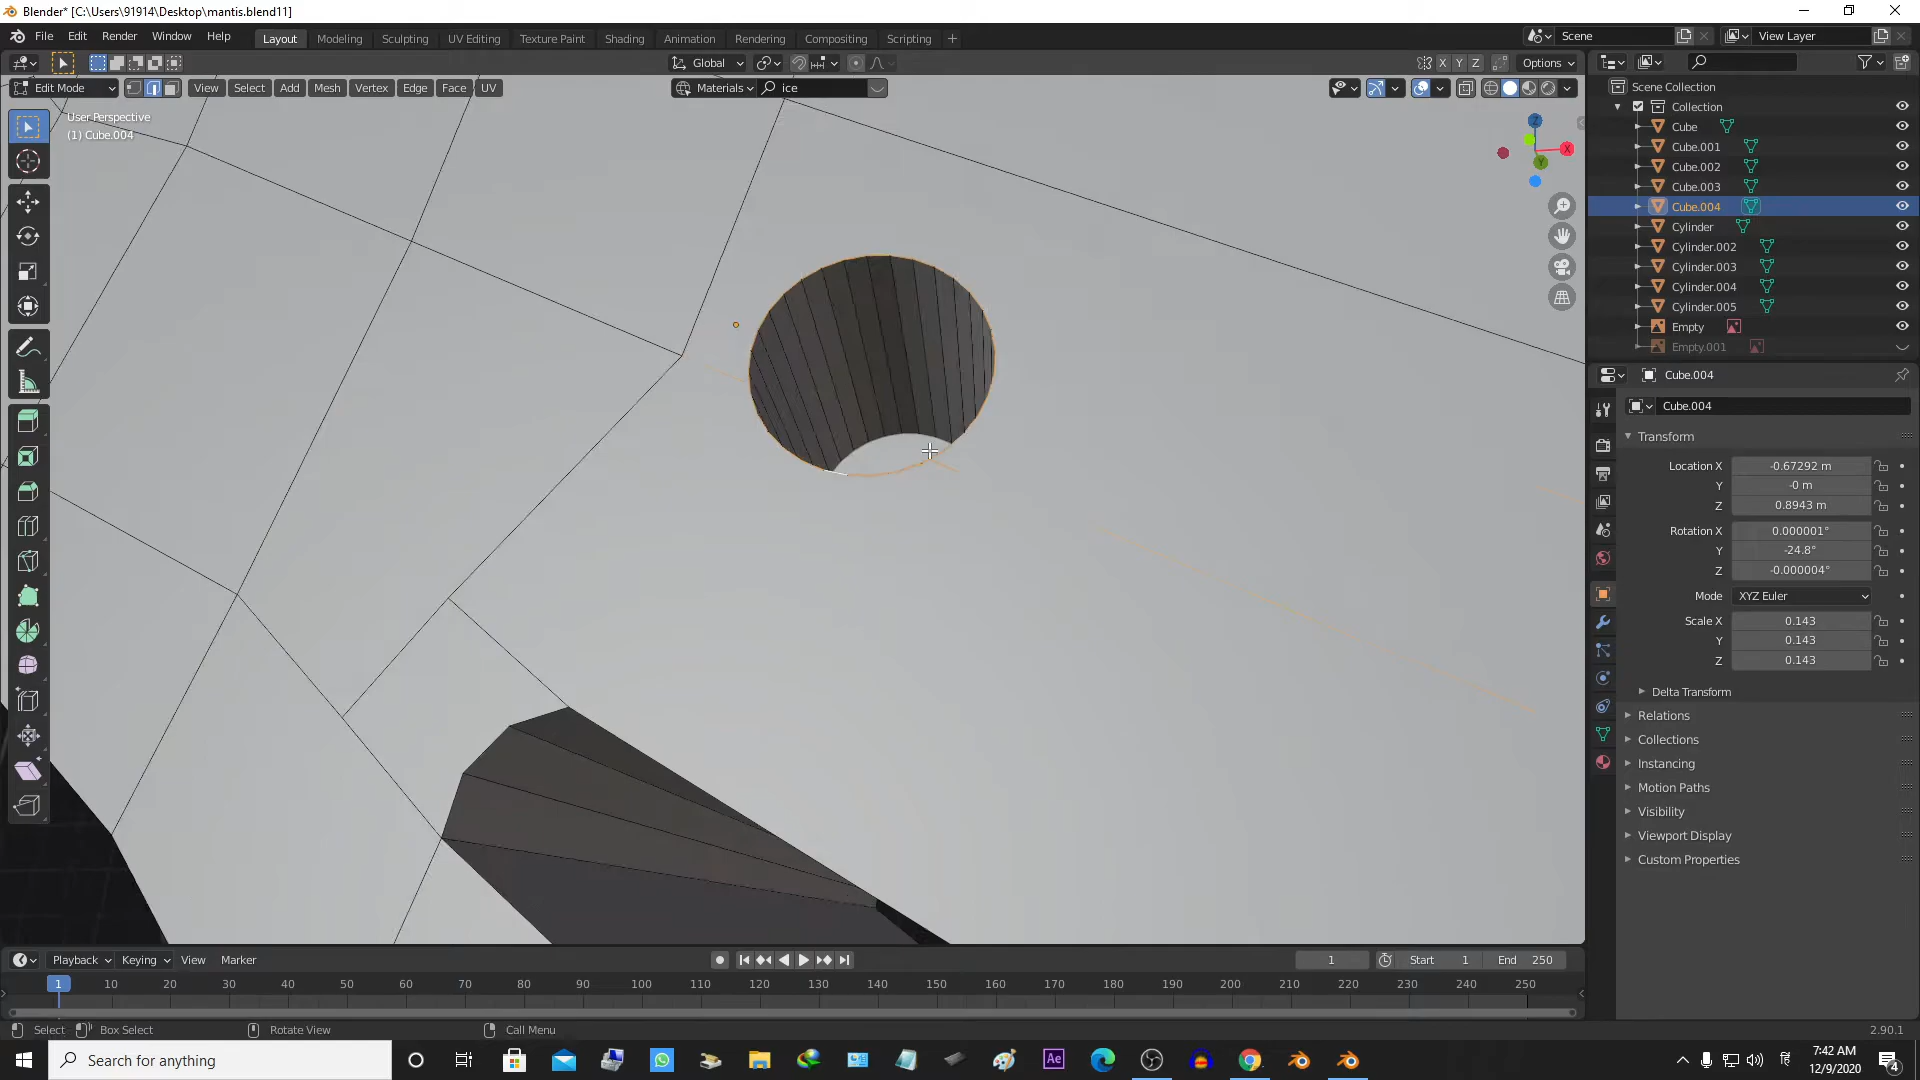 Blender* [C:\Users\91914\Desktop\mantis.blend11]
File Edit Render Window Help Layout Modeling Sculpting UV Editing Texture Paint Shading Animation Rendering Compositing Scripting Scene View Layer
Global X Y Z Options
Edit Mode View Select Add Mesh Vertex Edge Face UV Materials ice
User Perspective
(1) Cube.004
Z
X
Y
Scene Collection
Collection
Cube
Cube.001
Cube.002
Cube.003
Cube.004
Cylinder
Cylinder.002
Cylinder.003
Cylinder.004
Cylinder.005
Empty
Empty.001
Cube.004
Cube.004
Transform
Location X -0.67292 m
Y -0 m
Z 0.8943 m
Rotation X 0.000001°
Y -24.8°
Z -0.000004°
Mode XYZ Euler
Scale X 0.143
Y 0.143
Z 0.143
Delta Transform
Relations
Collections
Instancing
Motion Paths
Visibility
Viewport Display
Custom Properties
Playback Keying View Marker 1 Start 1 End 250
1 10 20 30 40 50 60 70 80 90 100 110 120 130 140 150 160 170 180 190 200 210 220 230 240 250
Select Box Select Rotate View Call Menu 2.90.1
Search for anything
Ae
हि
7:42 AM
12/9/2020
4